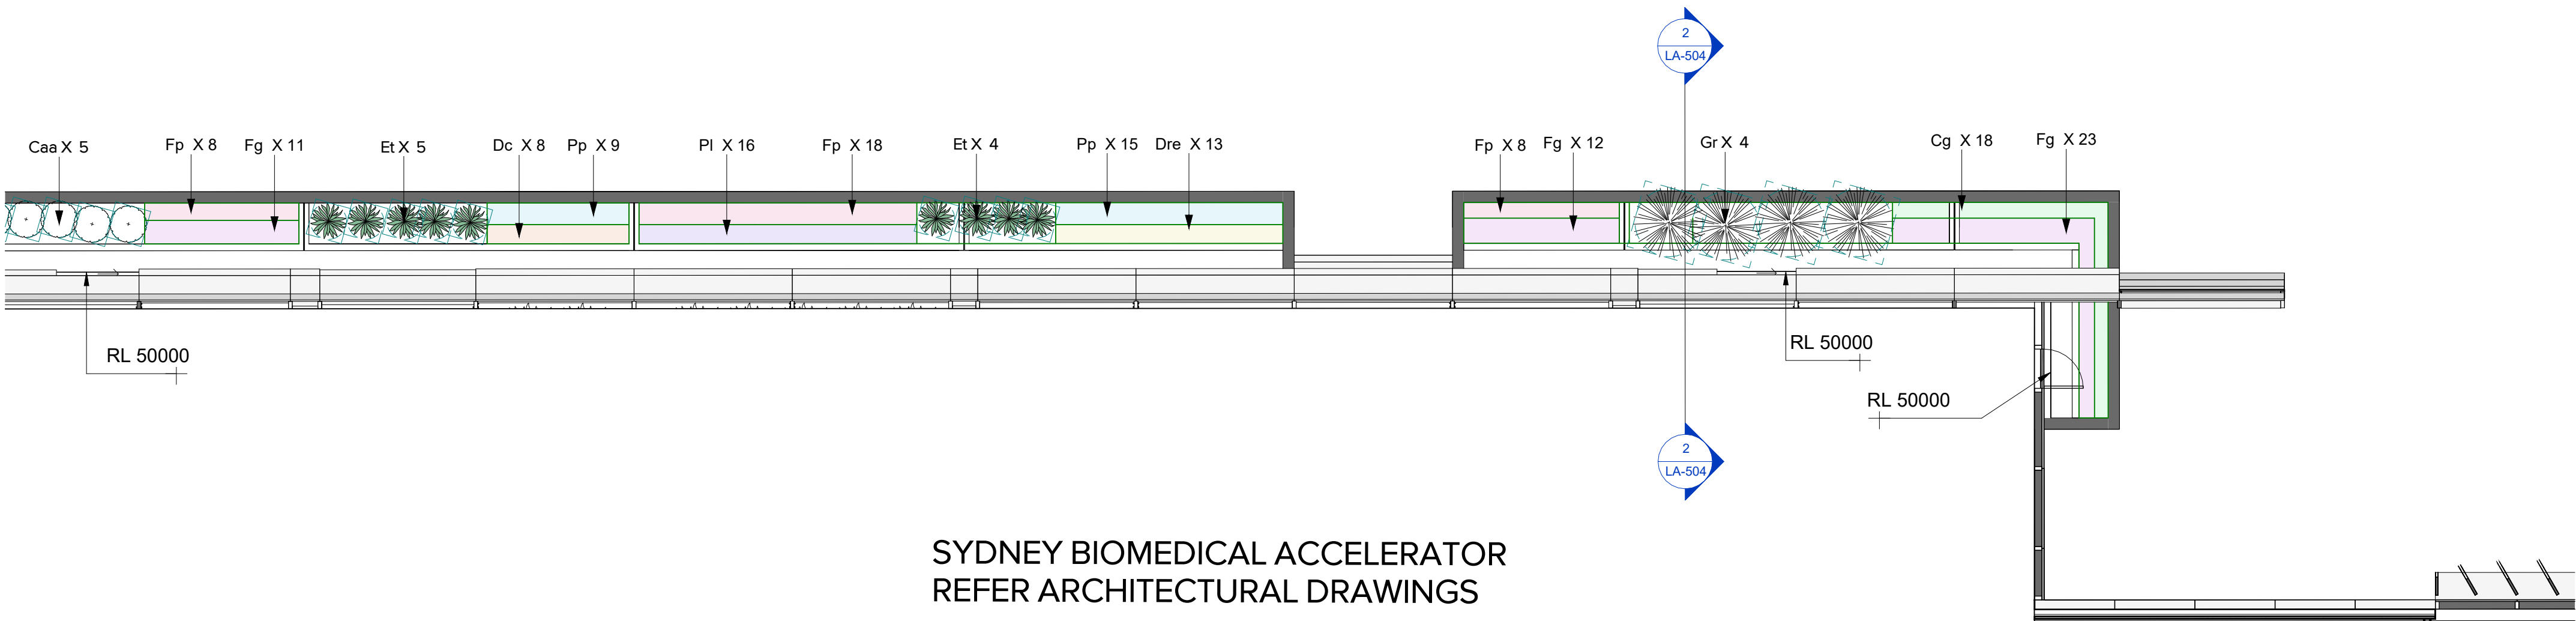 2
LA-504
Caa X 5
Fp X 8
Fg X 11
Et X 5
Dc X 8
Pp X 9
Pl X 16
Fp X 18
Et X 4
Pp X 15
Dre X 13
Fp X 8
Fg X 12
Gr X 4
Cg X 18
Fg X 23
RL 50000
RL 50000
RL 50000
2
LA-504
SYDNEY BIOMEDICAL ACCELERATOR
REFER ARCHITECTURAL DRAWINGS